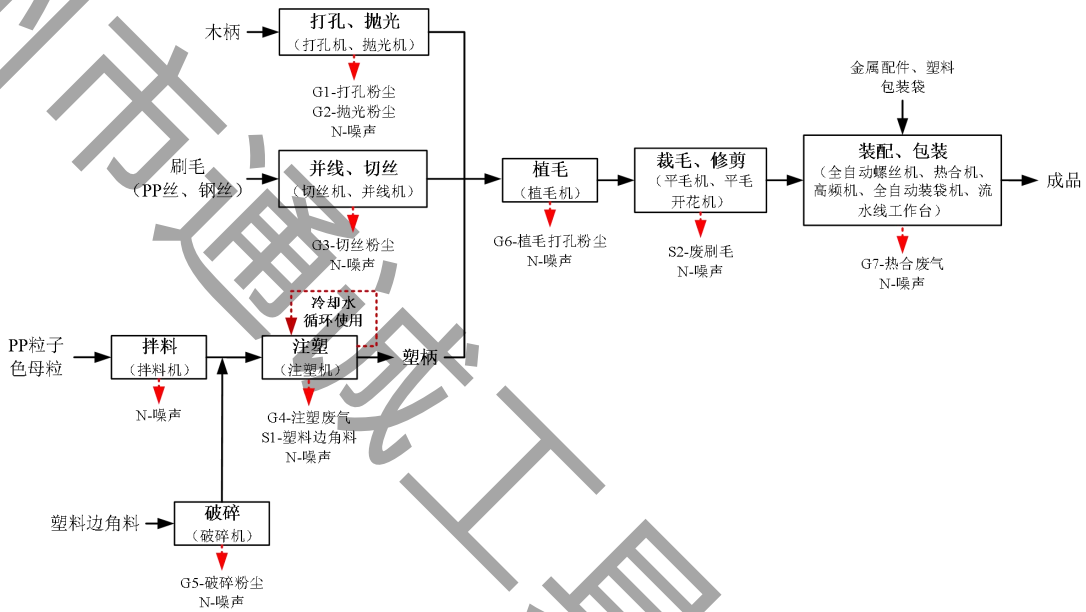 木柄
打孔、抛光
（打孔机、抛光机）
G1-打孔粉尘
G2-抛光粉尘
N-噪声
刷毛
（PP丝、钢丝）
并线、切丝
（切丝机、并线机）
G3-切丝粉尘
N-噪声
植毛
（植毛机）
G6-植毛打孔粉尘
N-噪声
裁毛、修剪
（平毛机、平毛
开花机）
S2-废刷毛
N-噪声
金属配件、塑料
包装袋
装配、包装
（全自动螺丝机、热合机、
高频机、全自动装袋机、流
水线工作台）
G7-热合废气
N-噪声
成品
PP粒子
色母粒
拌料
（拌料机）
N-噪声
冷却水
循环使用
注塑
（注塑机）
G4-注塑废气
S1-塑料边角料
N-噪声
塑柄
塑料边角料
破碎
（破碎机）
G5-破碎粉尘
N-噪声
州市通诚工具